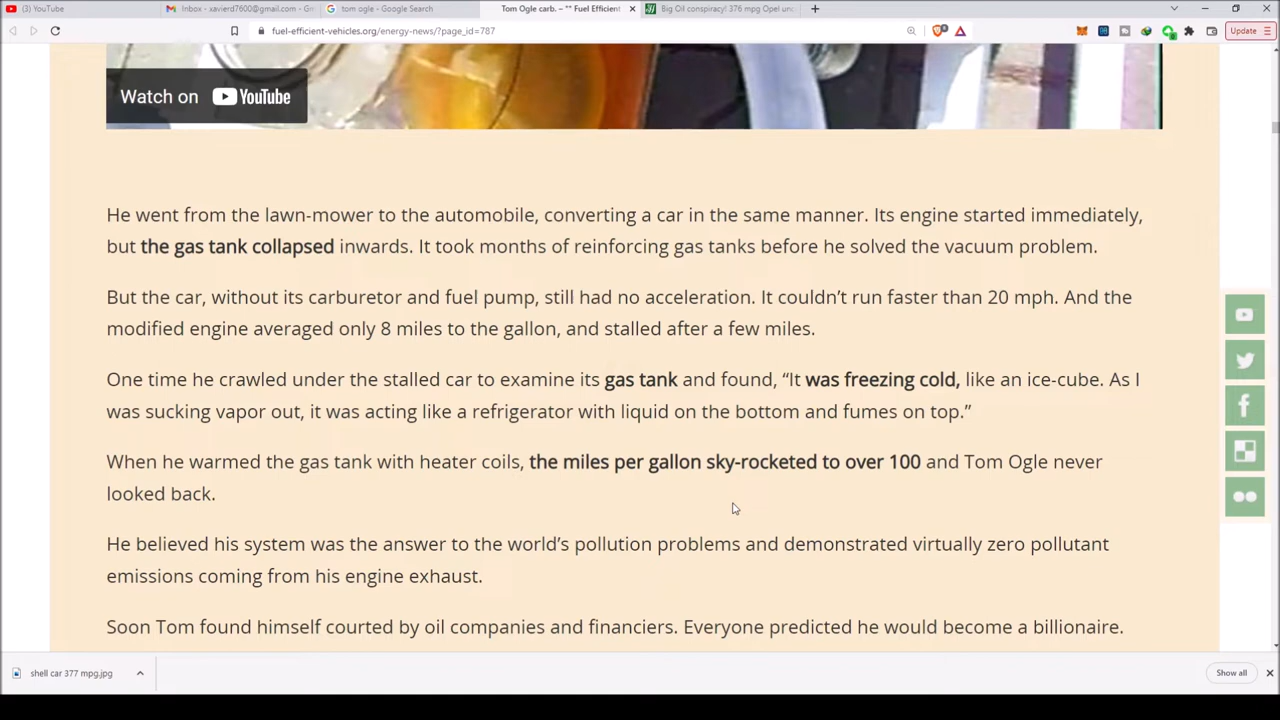 (3) YouTube
Inbox - xavierd7600@gmail.com - Gm
tom ogle - Google Search
Tom Ogle carb. – ** Fuel Efficient
Big Oil conspiracy! 376 mpg Opel unc
fuel-efficient-vehicles.org/energy-news/?page_id=787
Update
Watch on YouTube
He went from the lawn-mower to the automobile, converting a car in the same manner. Its engine started immediately,
but the gas tank collapsed inwards. It took months of reinforcing gas tanks before he solved the vacuum problem.
But the car, without its carburetor and fuel pump, still had no acceleration. It couldn’t run faster than 20 mph. And the
modified engine averaged only 8 miles to the gallon, and stalled after a few miles.
One time he crawled under the stalled car to examine its gas tank and found, “It was freezing cold, like an ice-cube. As I
was sucking vapor out, it was acting like a refrigerator with liquid on the bottom and fumes on top.”
When he warmed the gas tank with heater coils, the miles per gallon sky-rocketed to over 100 and Tom Ogle never
looked back.
He believed his system was the answer to the world’s pollution problems and demonstrated virtually zero pollutant
emissions coming from his engine exhaust.
Soon Tom found himself courted by oil companies and financiers. Everyone predicted he would become a billionaire.
shell car 377 mpg.jpg
Show all